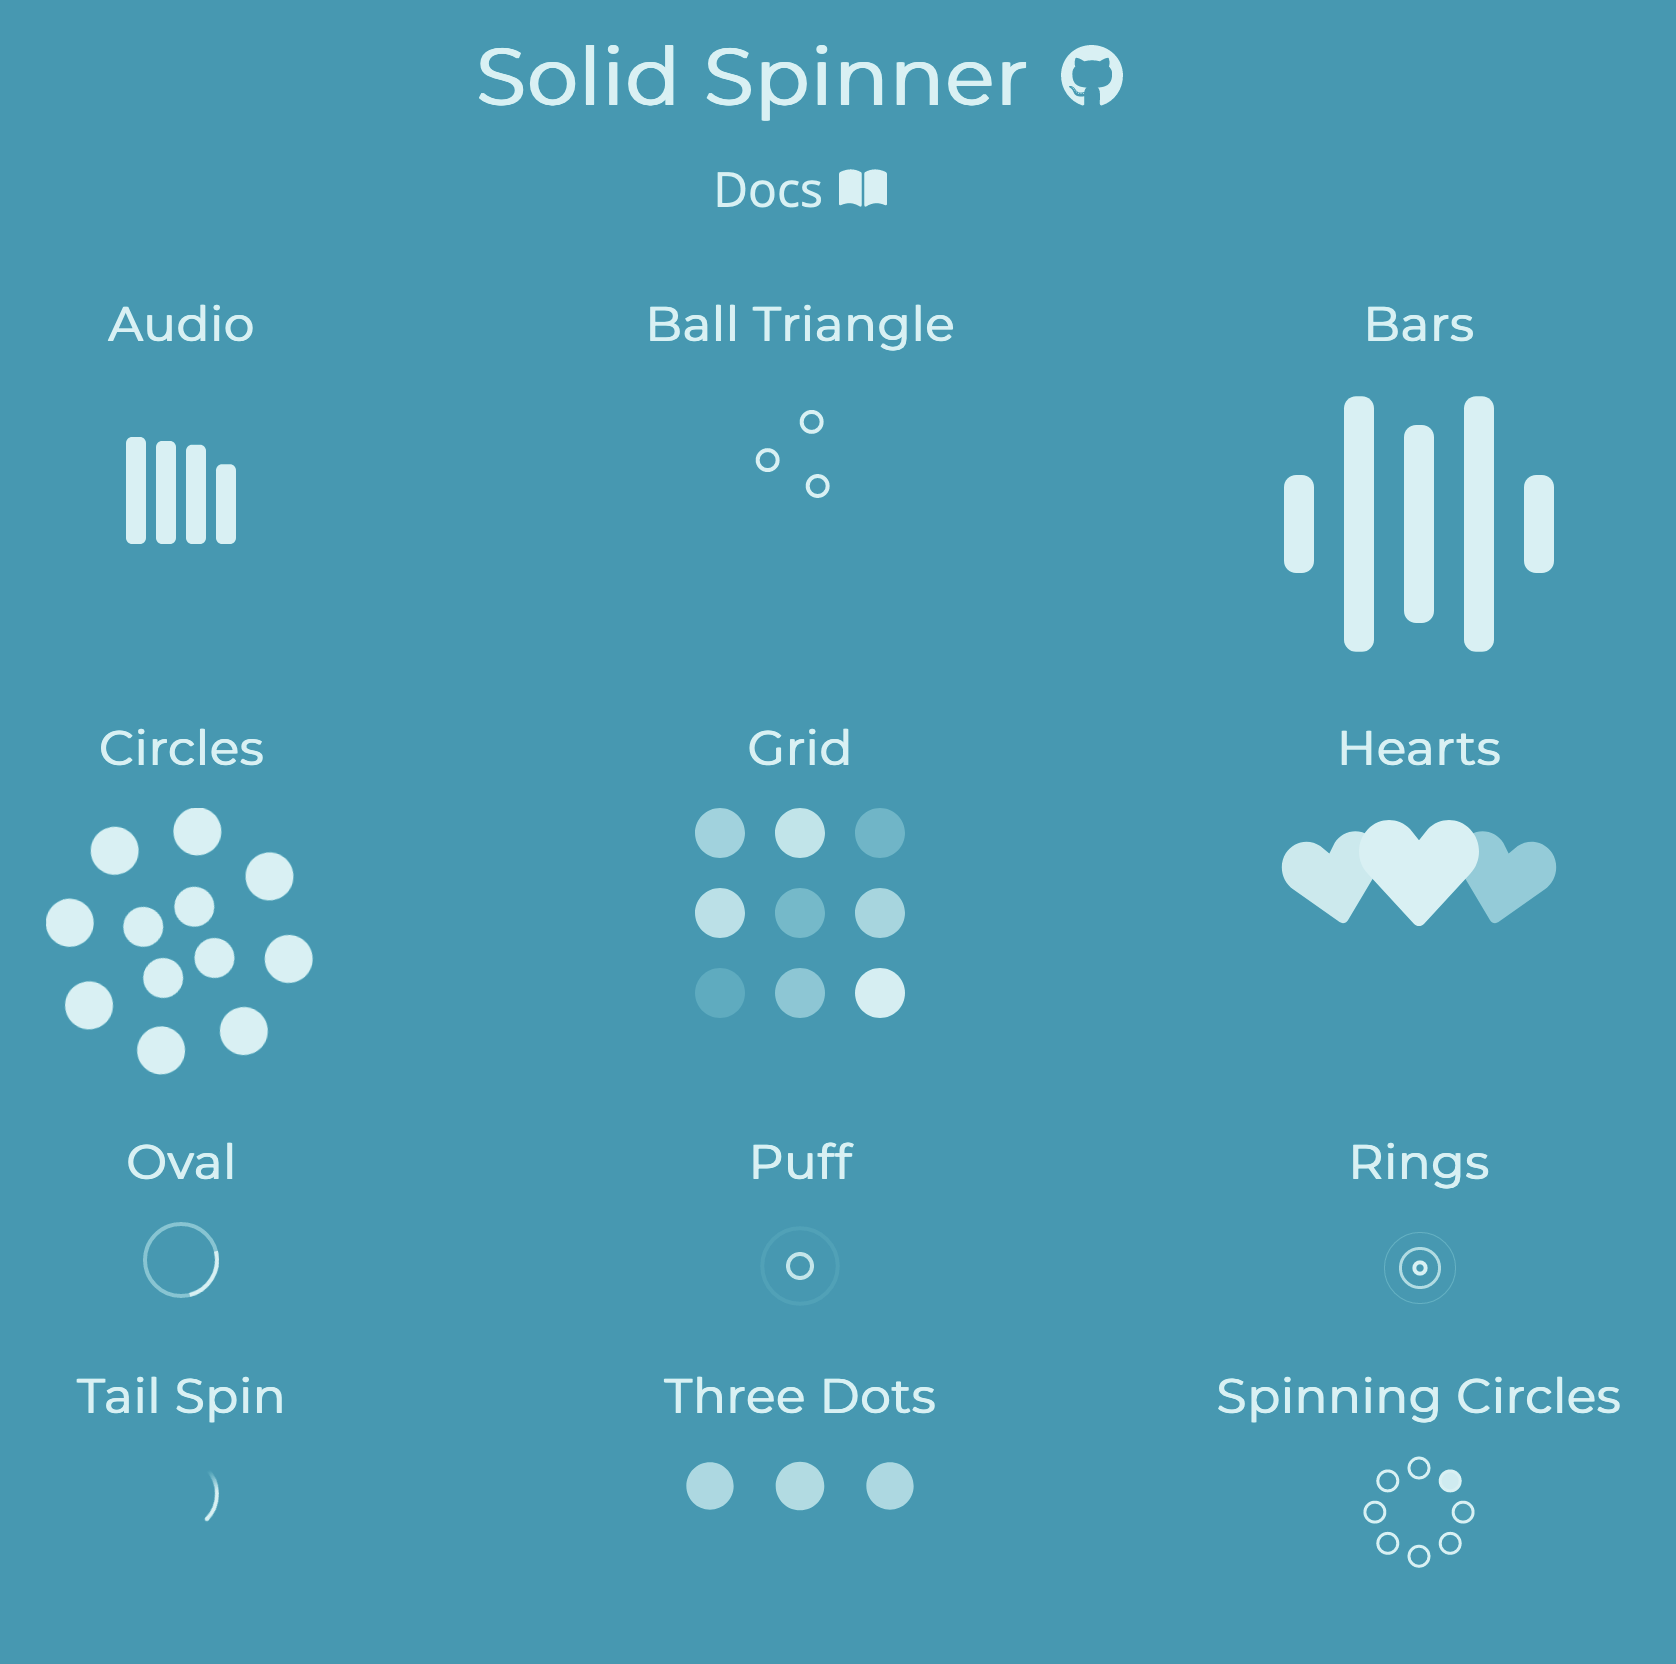 Solid Spinner
Docs
Audio
Ball Triangle
Bars
Circles
Grid
Hearts
Oval
Puff
Rings
Tail Spin
Three Dots
Spinning Circles